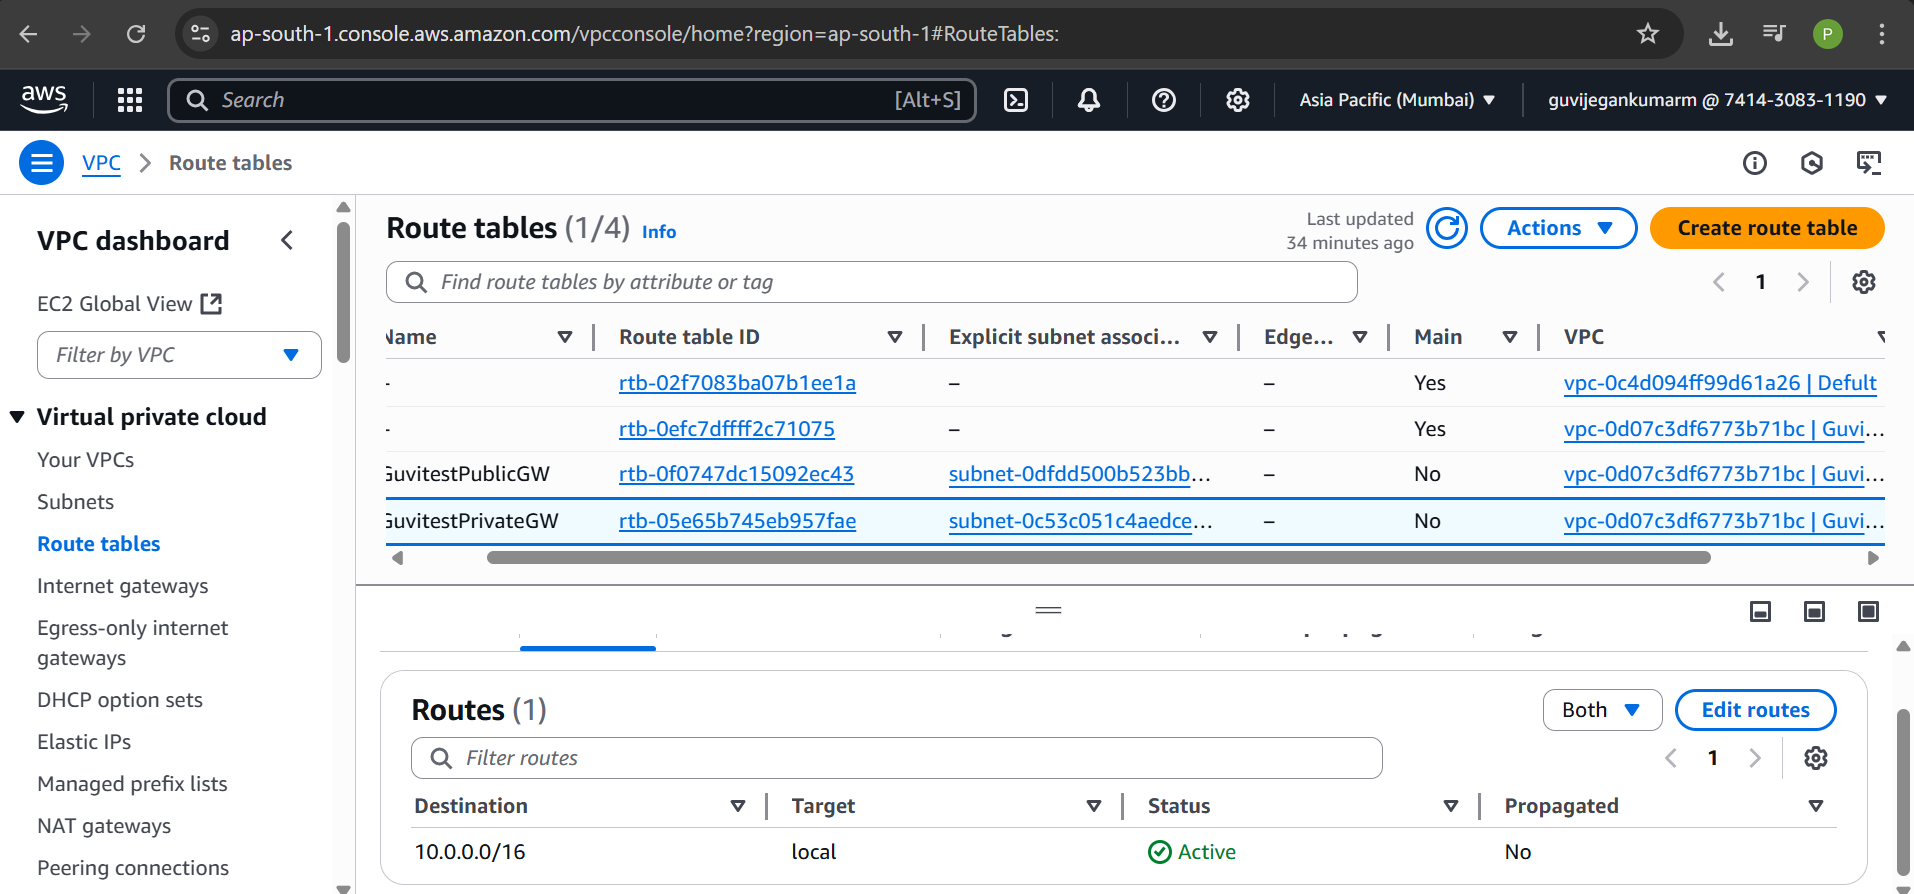 ap-south-1.console.aws.amazon.com/vpcconsole/home?region=ap-south-1#RouteTables:
P
aws
Search
[Alt+S]
Asia Pacific (Mumbai)
guvijegankumarm @ 7414-3083-1190
VPC
Route tables
VPC dashboard
EC2 Global View
Filter by VPC
Virtual private cloud
Your VPCs
Subnets
Route tables
Internet gateways
Egress-only internet
gateways
DHCP option sets
Elastic IPs
Managed prefix lists
NAT gateways
Peering connections
Route tables (1/4) Info
Last updated
34 minutes ago
Actions
Create route table
Find route tables by attribute or tag
1
Name Route table ID Explicit subnet associ... Edge... Main VPC
- rtb-02f7083ba07b1ee1a – – Yes vpc-0c4d094ff99d61a26 | Defult
- rtb-0efc7dffff2c71075 – – Yes vpc-0d07c3df6773b71bc | Guvi...
GuvitestPublicGW rtb-0f0747dc15092ec43 subnet-0dfdd500b523bb... – No vpc-0d07c3df6773b71bc | Guvi...
GuvitestPrivateGW rtb-05e65b745eb957fae subnet-0c53c051c4aedce... – No vpc-0d07c3df6773b71bc | Guvi...
Routes (1)
Both
Edit routes
Filter routes
1
Destination Target Status Propagated
10.0.0.0/16 local Active No